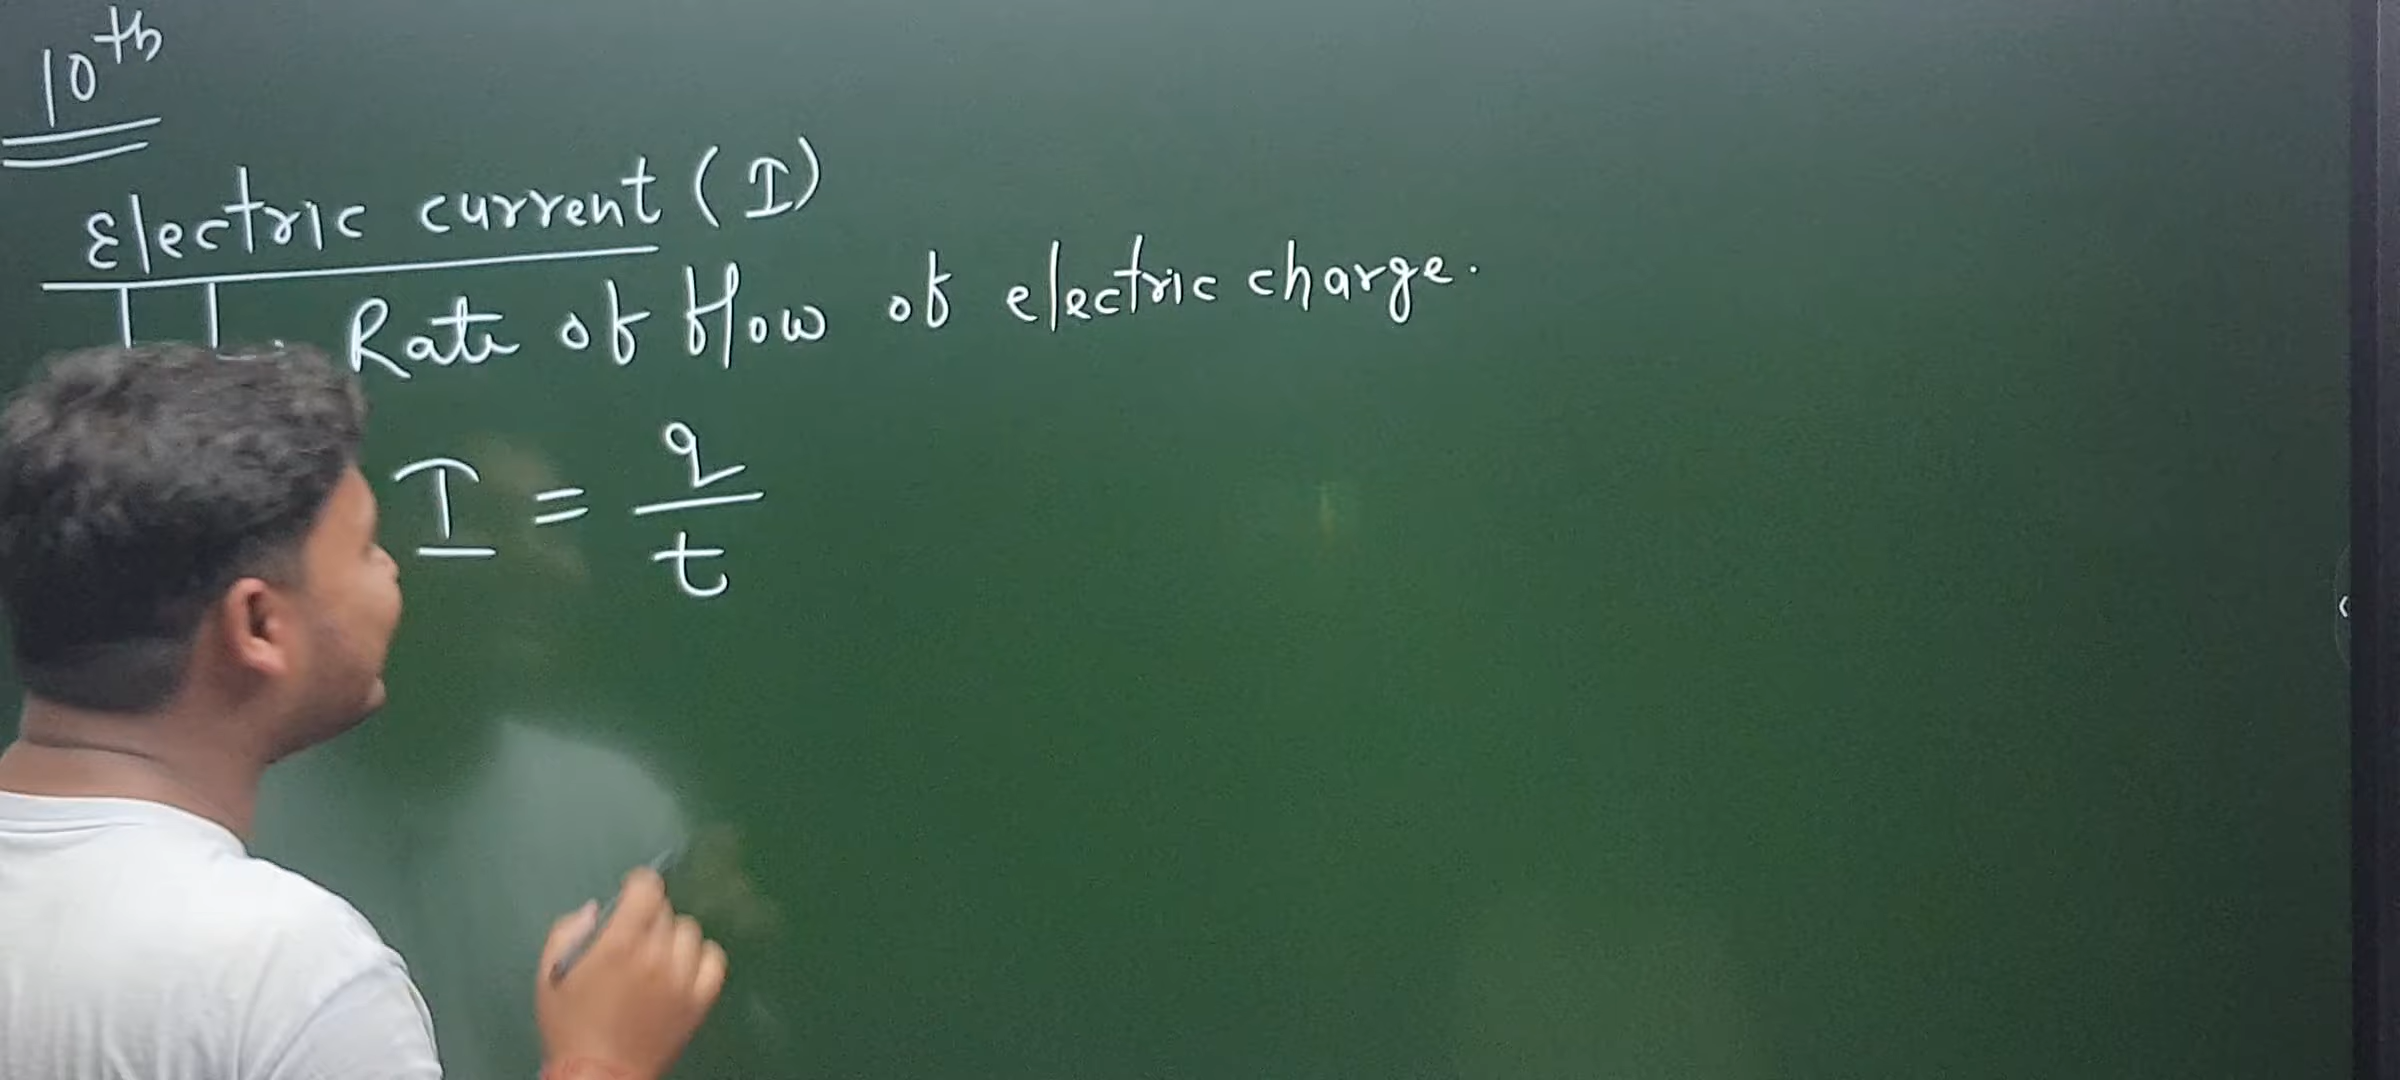 10th
Electric current (I)
Rate of flow of electric charge.
I = q
t